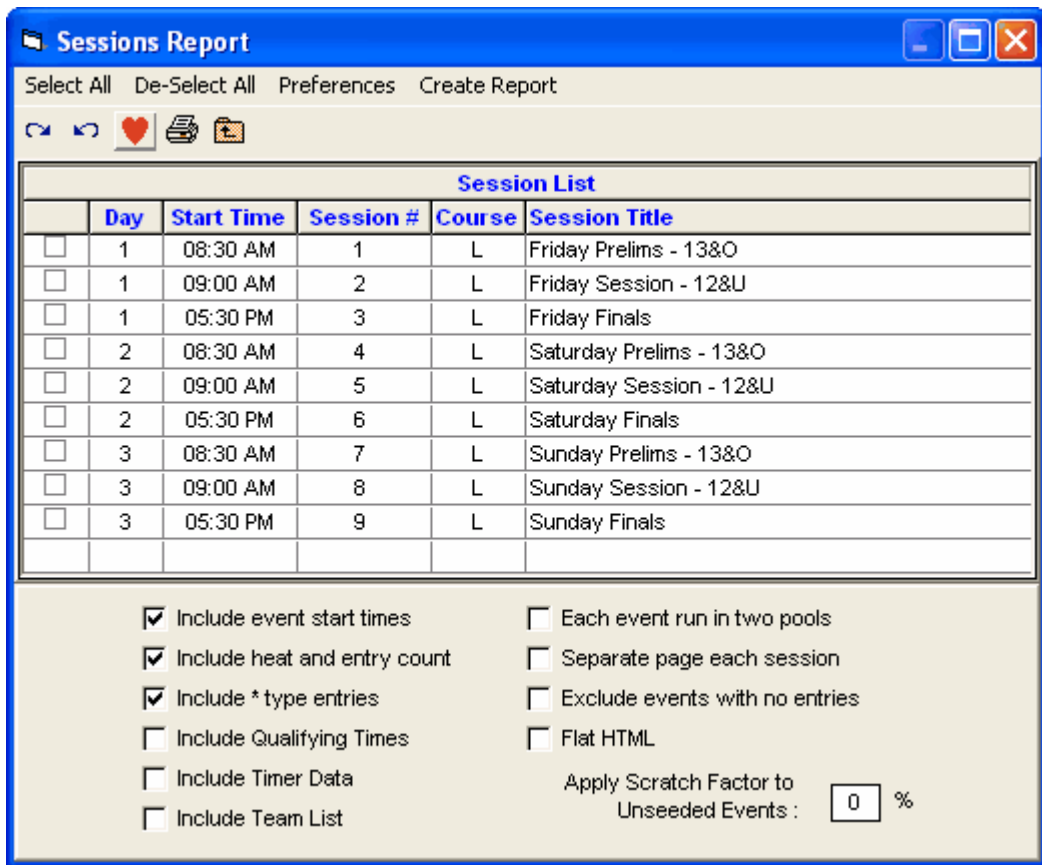 Sessions Report
Select All De-Select All Preferences Create Report
Session List
Day Start Time Session # Course Session Title
1 08:30 AM 1 L Friday Prelims - 13&O
1 09:00 AM 2 L Friday Session - 12&U
1 05:30 PM 3 L Friday Finals
2 08:30 AM 4 L Saturday Prelims - 13&O
2 09:00 AM 5 L Saturday Session - 12&U
2 05:30 PM 6 L Saturday Finals
3 08:30 AM 7 L Sunday Prelims - 13&O
3 09:00 AM 8 L Sunday Session - 12&U
3 05:30 PM 9 L Sunday Finals
Include event start times
Include heat and entry count
Include * type entries
Include Qualifying Times
Include Timer Data
Include Team List
Each event run in two pools
Separate page each session
Exclude events with no entries
Flat HTML
Apply Scratch Factor to
Unseeded Events : 0 %